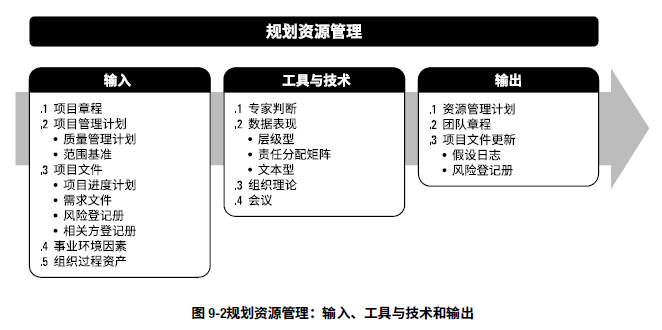 规划资源管理
输入
.1 项目章程
.2 项目管理计划
• 质量管理计划
• 范围基准
.3 项目文件
• 项目进度计划
• 需求文件
• 风险登记册
• 相关方登记册
.4 事业环境因素
.5 组织过程资产
工具与技术
.1 专家判断
.2 数据表现
• 层级型
• 责任分配矩阵
• 文本型
.3 组织理论
.4 会议
输出
.1 资源管理计划
.2 团队章程
.3 项目文件更新
• 假设日志
• 风险登记册
图 9-2规划资源管理：输入、工具与技术和输出